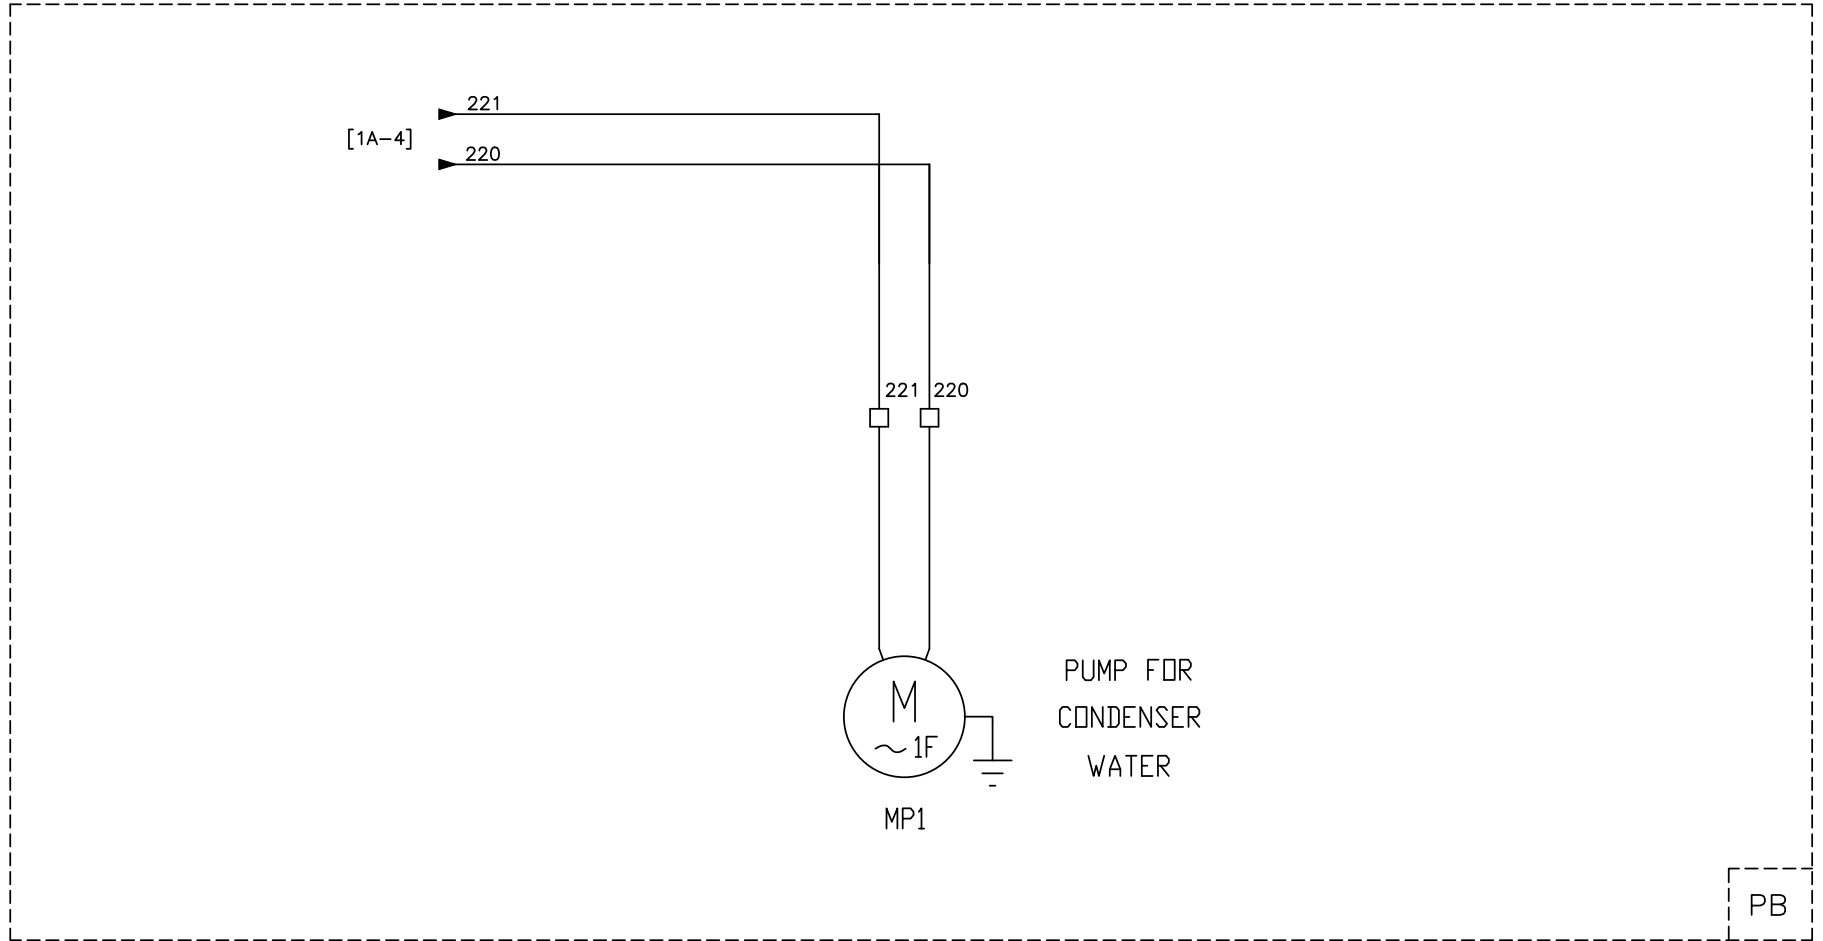 221
[1A-4]
220
221 220
M
~ 1F
PUMP FOR
CONDENSER
WATER
MP1
PB